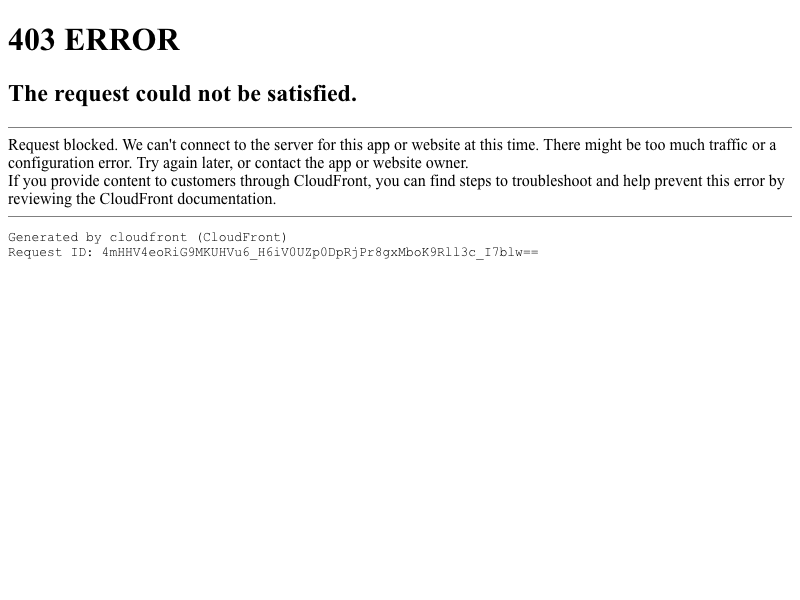 403 ERROR
The request could not be satisfied.
Request blocked. We can't connect to the server for this app or website at this time. There might be too much traffic or a
configuration error. Try again later, or contact the app or website owner.
If you provide content to customers through CloudFront, you can find steps to troubleshoot and help prevent this error by
reviewing the CloudFront documentation.
Generated by cloudfront (CloudFront)
Request ID: 4mHHV4eoRiG9MKUHVu6_H6iV0UZp0DpRjPr8gxMboK9Rll3c_I7blw==